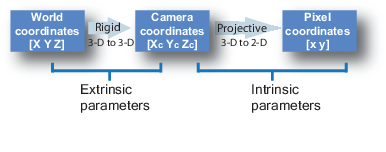 World
coordinates
[X Y Z]
Rigid
3-D to 3-D
Camera
coordinates
[Xc Yc Zc]
Projective
3-D to 2-D
Pixel
coordinates
[x y]
Extrinsic
parameters
Intrinsic
parameters